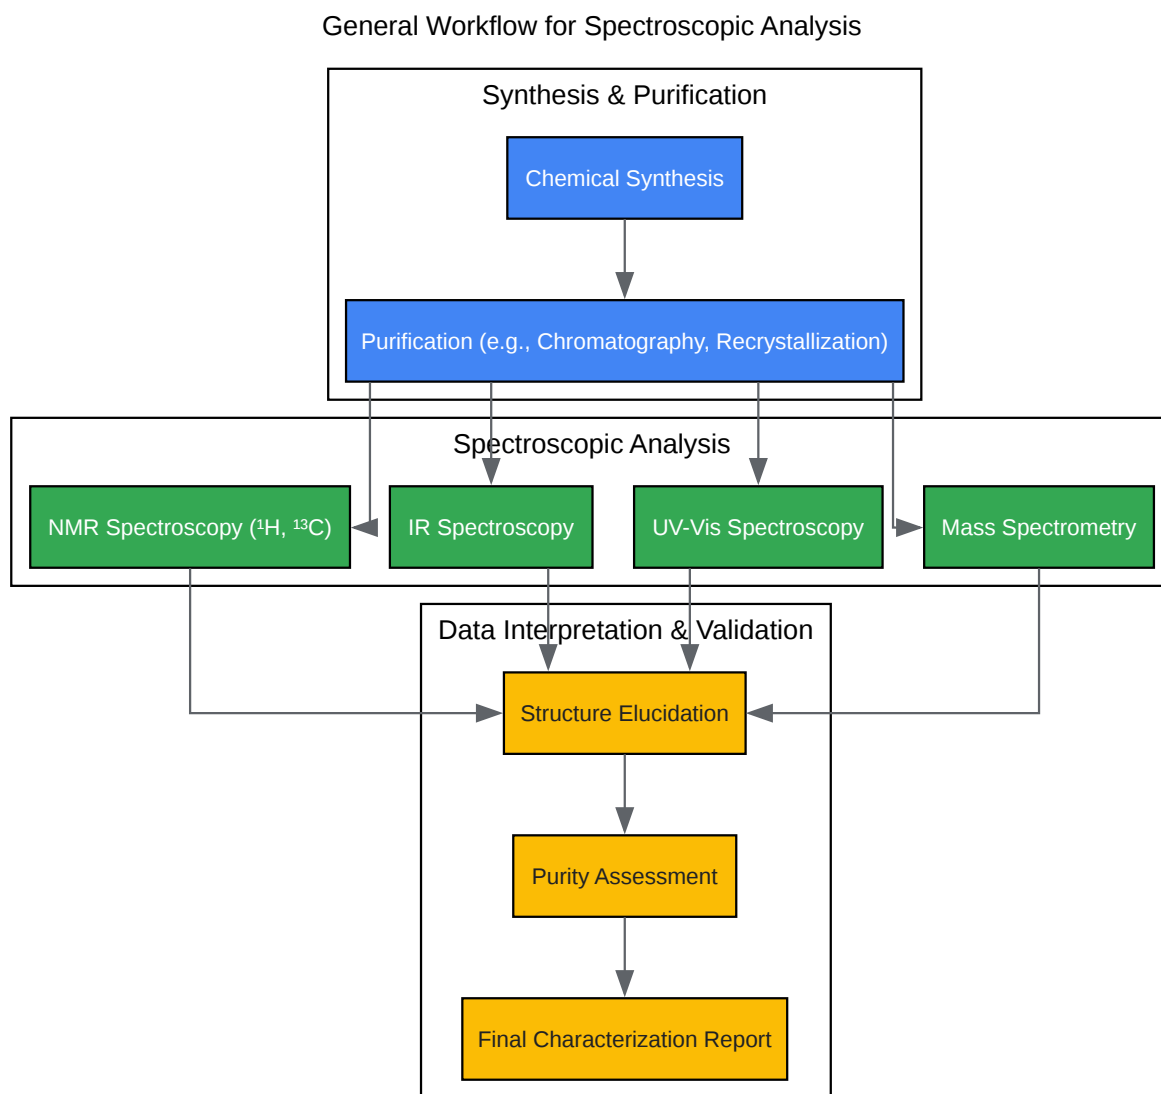 General Workflow for Spectroscopic Analysis
Synthesis & Purification
Chemical Synthesis
Purification (e.g., Chromatography, Recrystallization)
Spectroscopic Analysis
NMR Spectroscopy (¹H, ¹³C)
IR Spectroscopy
UV-Vis Spectroscopy
Mass Spectrometry
Data Interpretation & Validation
Structure Elucidation
Purity Assessment
Final Characterization Report